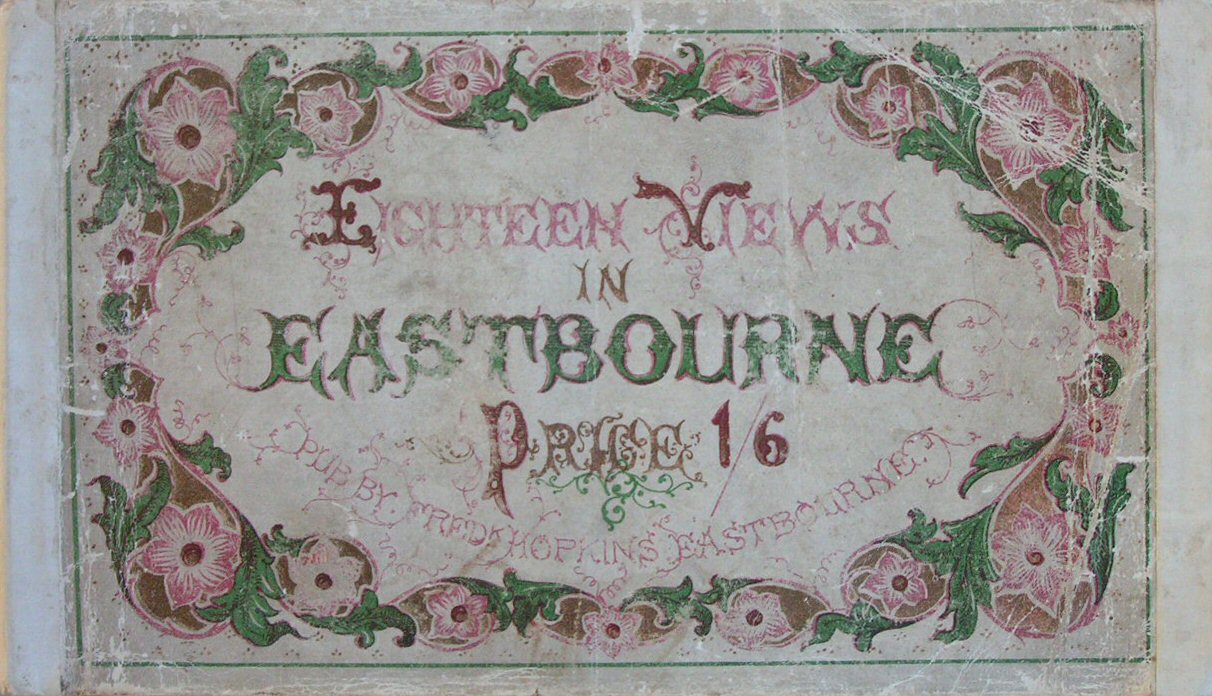 EIGHTEEN VIEWS
IN
EASTBOURNE
PRICE 1/6
PUB. BY. FREDK HOPKINS. EASTBOURNE.